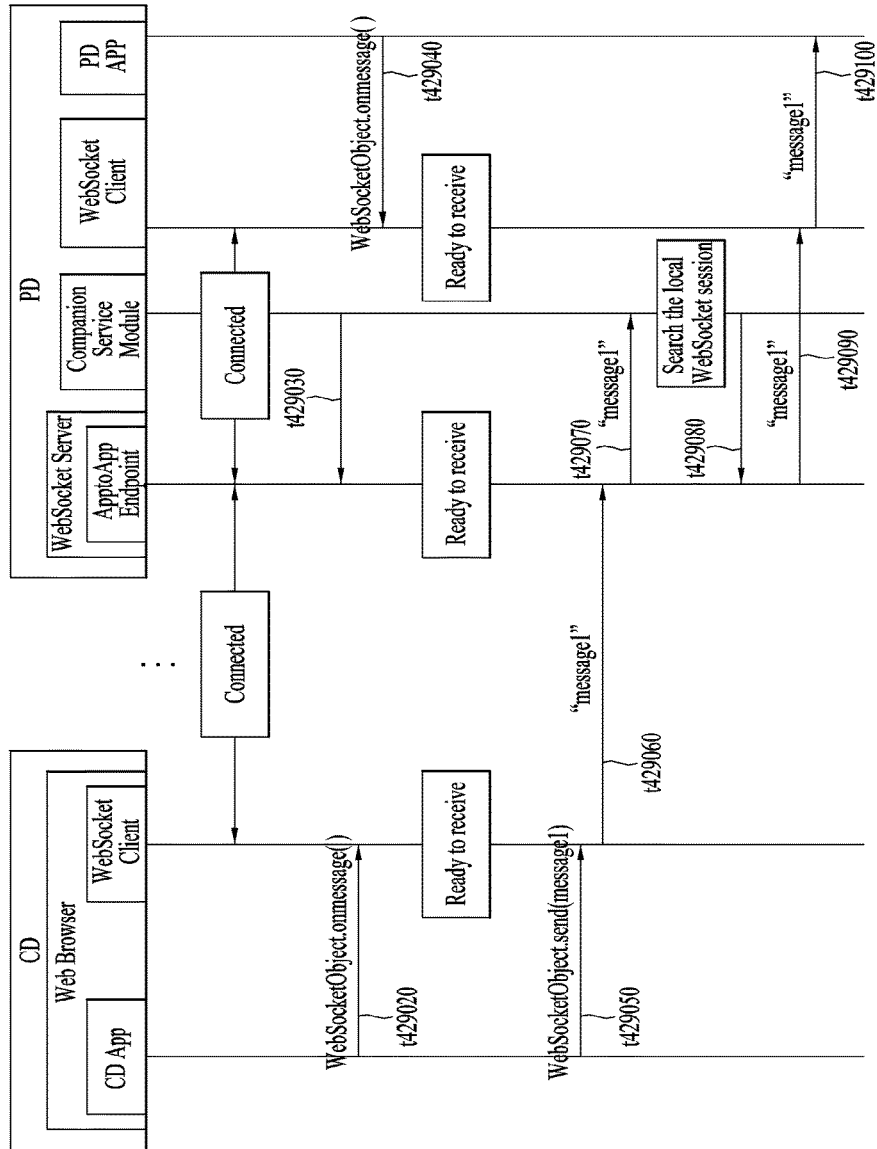 CD
Web Browser
CD App
WebSocket
Client
. . .
PD
WebSocket Server
ApptoApp
Endpoint
Companion
Service
Module
WebSocket
Client
PD
APP
Connected
Connected
WebSocketObject.onmessage()
t429020
t429030
WebSocketObject.onmessage()
t429040
Ready to receive
Ready to receive
Ready to receive
WebSocketObject.send(message1)
t429050
"message1"
t429060
t429070
"message1"
Search the local
WebSocket session
t429080
"message1"
t429090
"message1"
t429100